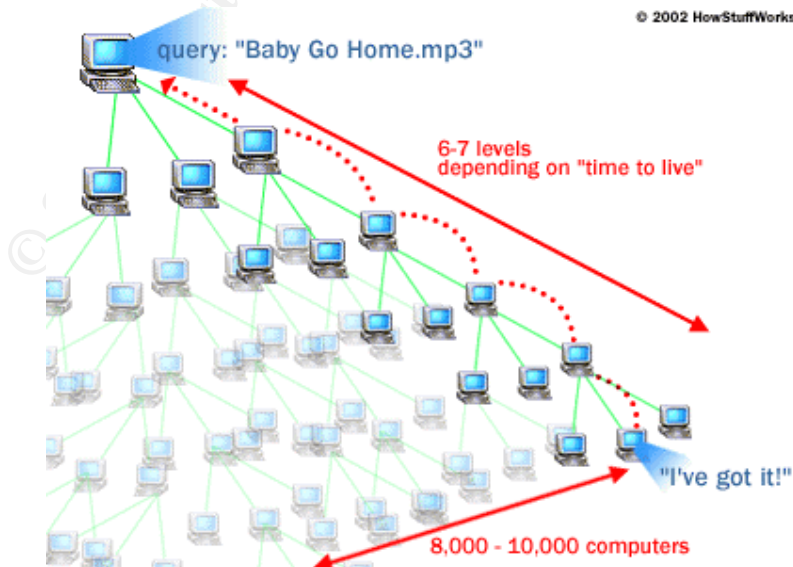 © 2002 HowStuffWorks
query: "Baby Go Home.mp3"
6-7 levels
depending on "time to live"
"I've got it!"
8,000 - 10,000 computers